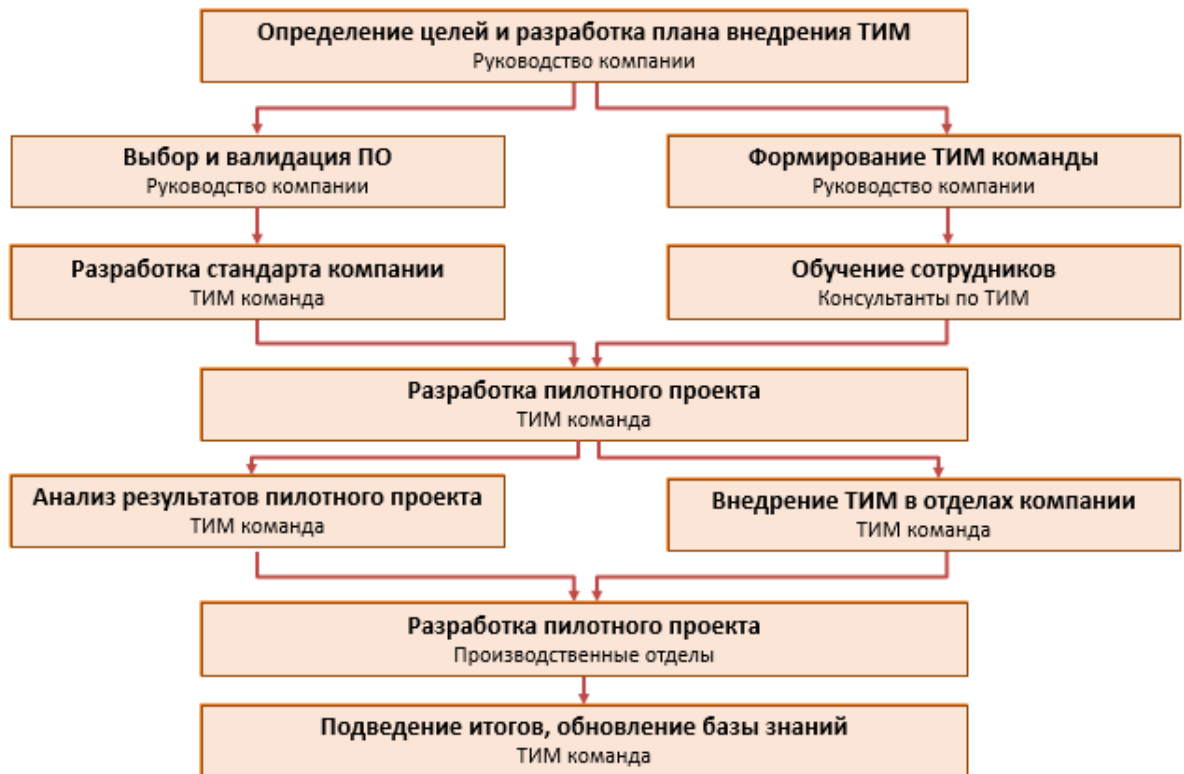 Определение целей и разработка плана внедрения ТИМ
Руководство компании
Выбор и валидация ПО
Руководство компании
Формирование ТИМ команды
Руководство компании
Разработка стандарта компании
ТИМ команда
Обучение сотрудников
Консультанты по ТИМ
Разработка пилотного проекта
ТИМ команда
Анализ результатов пилотного проекта
ТИМ команда
Внедрение ТИМ в отделах компании
ТИМ команда
Разработка пилотного проекта
Производственные отделы
Подведение итогов, обновление базы знаний
ТИМ команда